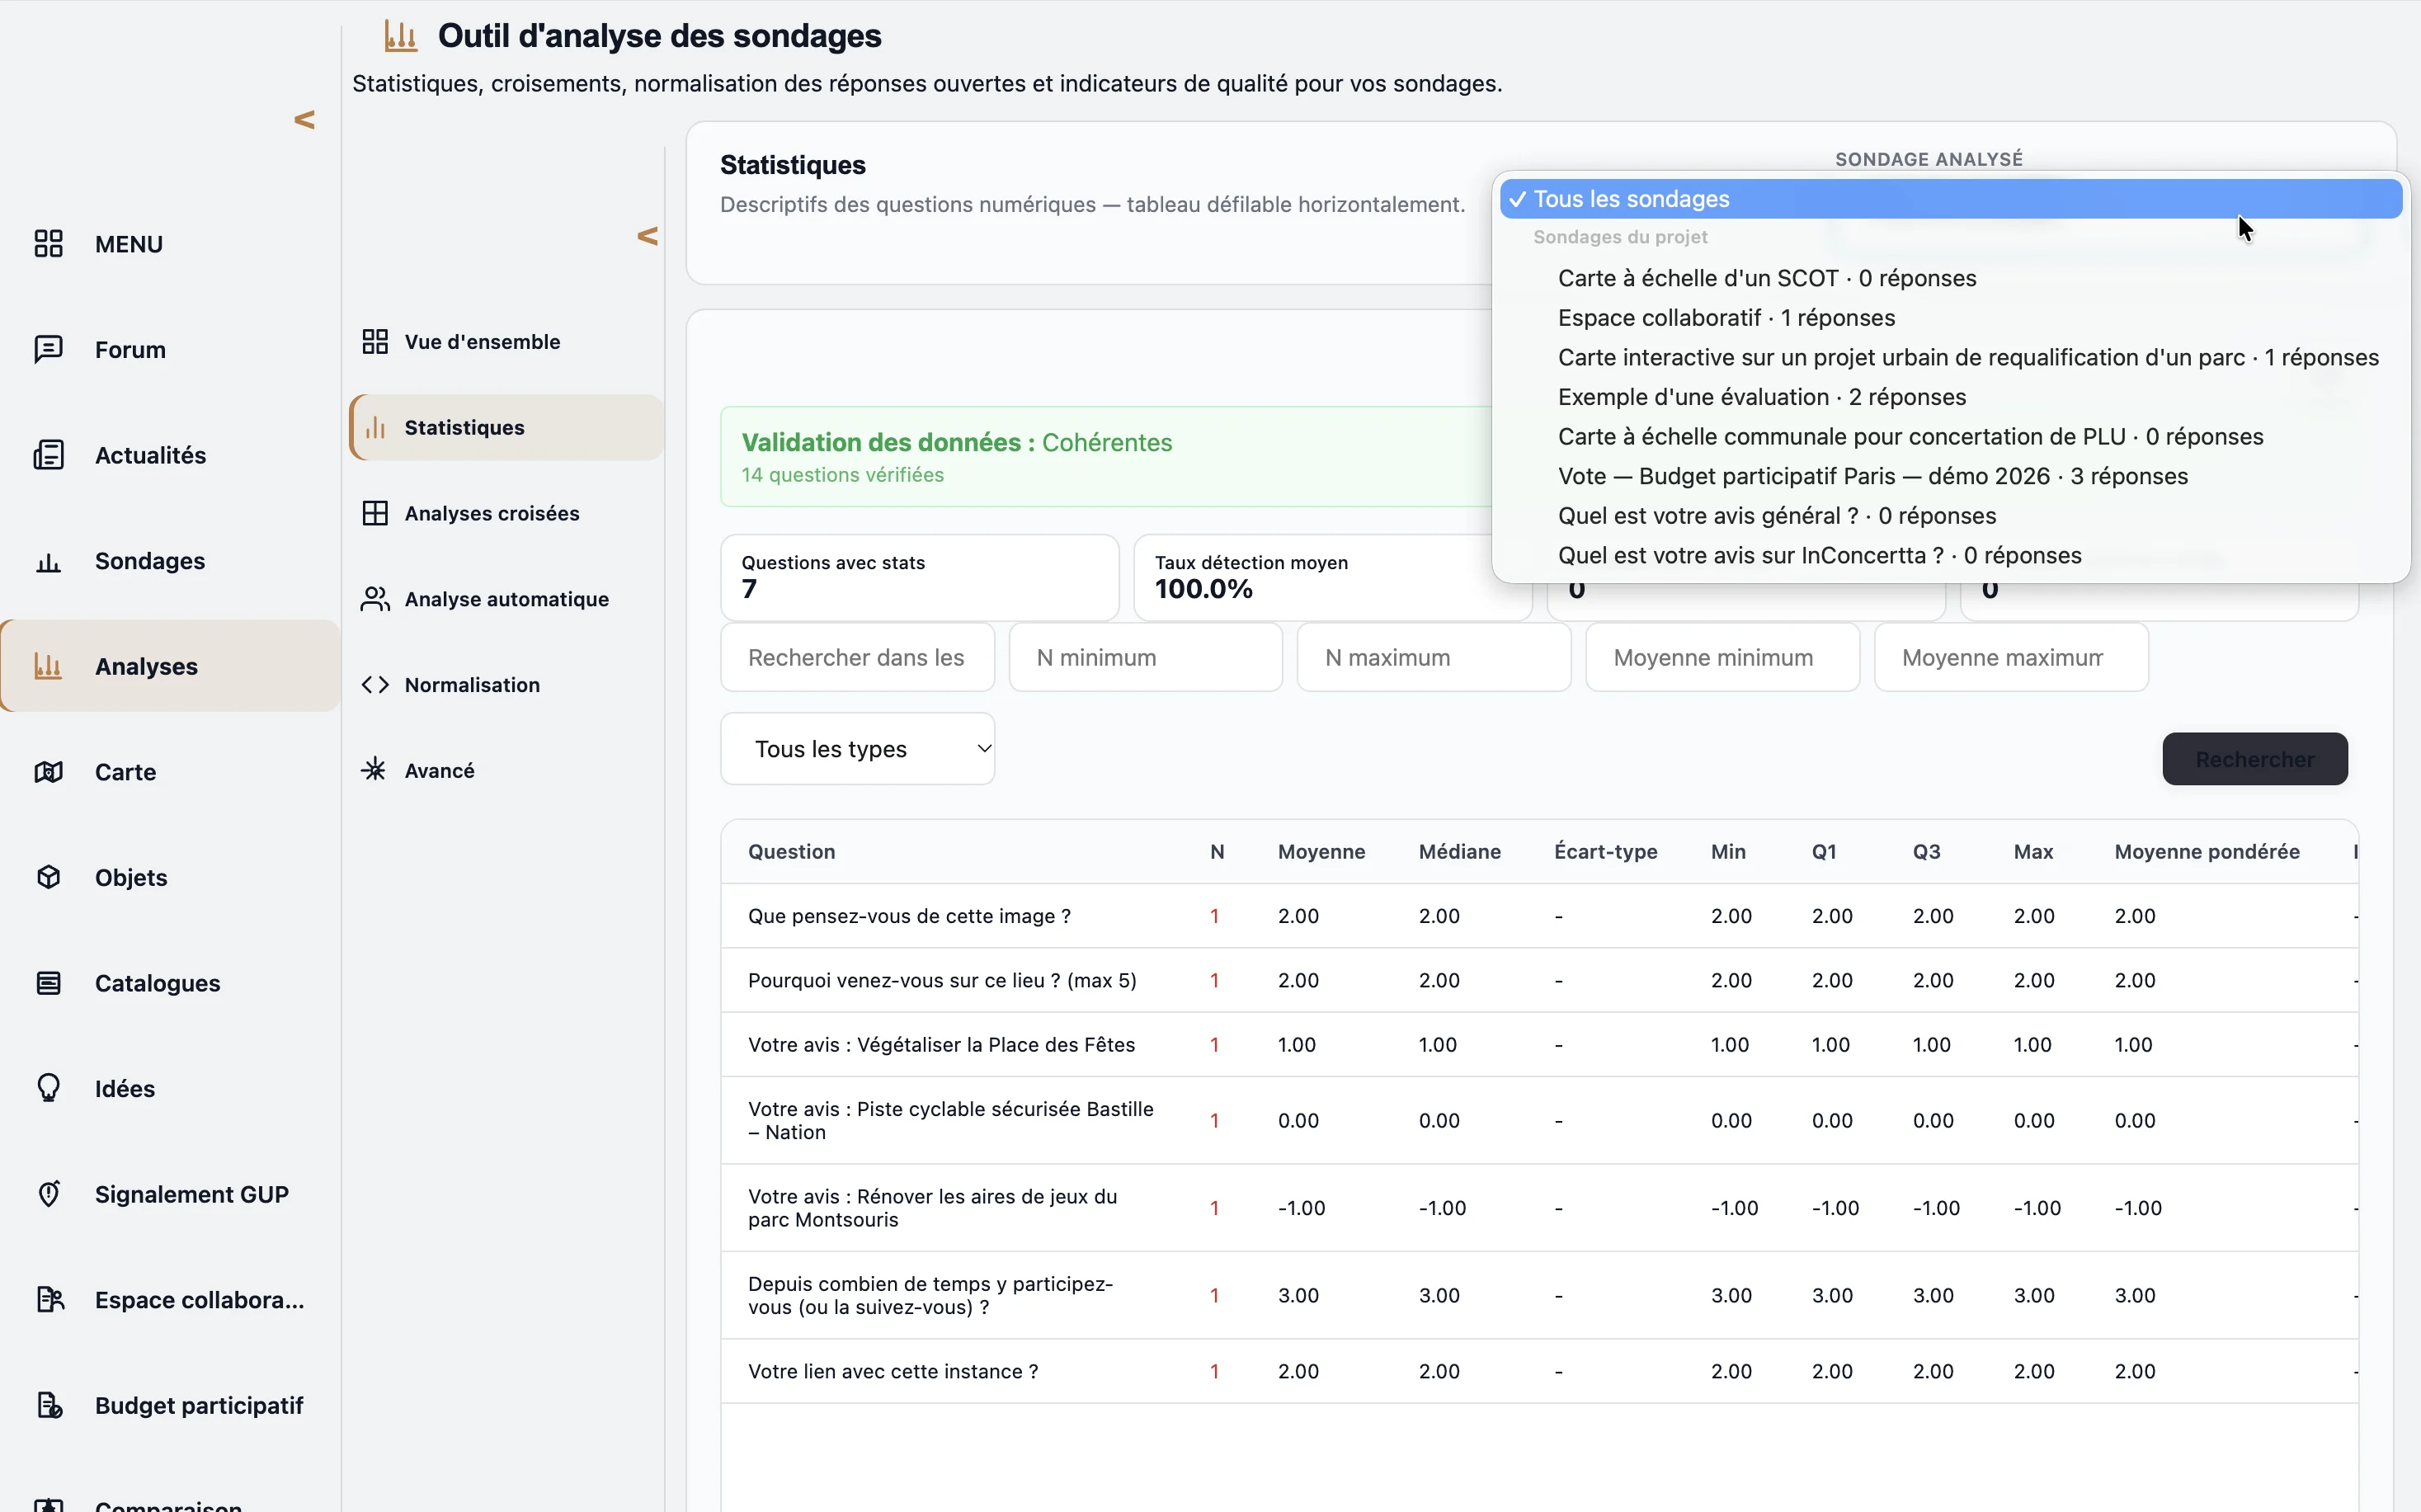 Outil d'analyse des sondages
Statistiques, croisements, normalisation des réponses ouvertes et indicateurs de qualité pour vos sondages.
<
MENU
Forum
Actualités
Sondages
Analyses
Carte
Objets
Catalogues
Idées
Signalement GUP
Espace collabora...
Budget participatif
Comparaison
<
Vue d'ensemble
Statistiques
Analyses croisées
Analyse automatique
Normalisation
Avancé
Statistiques
Descriptifs des questions numériques — tableau défilable horizontalement.
SONDAGE ANALYSÉ
✓ Tous les sondages
Sondages du projet
Carte à échelle d'un SCOT · 0 réponses
Espace collaboratif · 1 réponses
Carte interactive sur un projet urbain de requalification d'un parc · 1 réponses
Exemple d'une évaluation · 2 réponses
Carte à échelle communale pour concertation de PLU · 0 réponses
Vote — Budget participatif Paris — démo 2026 · 3 réponses
Quel est votre avis général ? · 0 réponses
Quel est votre avis sur InConcertta ? · 0 réponses
Validation des données : Cohérentes
14 questions vérifiées
Questions avec stats
7
Taux détection moyen
100.0%
0
0
Rechercher dans les
N minimum
N maximum
Moyenne minimum
Moyenne maximur
Tous les types
Rechercher
Question N Moyenne Médiane Écart-type Min Q1 Q3 Max Moyenne pondérée
Que pensez-vous de cette image ? 1 2.00 2.00 - 2.00 2.00 2.00 2.00 2.00 -
Pourquoi venez-vous sur ce lieu ? (max 5) 1 2.00 2.00 - 2.00 2.00 2.00 2.00 2.00 -
Votre avis : Végétaliser la Place des Fêtes 1 1.00 1.00 - 1.00 1.00 1.00 1.00 1.00 -
Votre avis : Piste cyclable sécurisée Bastille
– Nation 1 0.00 0.00 - 0.00 0.00 0.00 0.00 0.00 -
Votre avis : Rénover les aires de jeux du
parc Montsouris 1 -1.00 -1.00 - -1.00 -1.00 -1.00 -1.00 -1.00 -
Depuis combien de temps y participez-
vous (ou la suivez-vous) ? 1 3.00 3.00 - 3.00 3.00 3.00 3.00 3.00 -
Votre lien avec cette instance ? 1 2.00 2.00 - 2.00 2.00 2.00 2.00 2.00 -